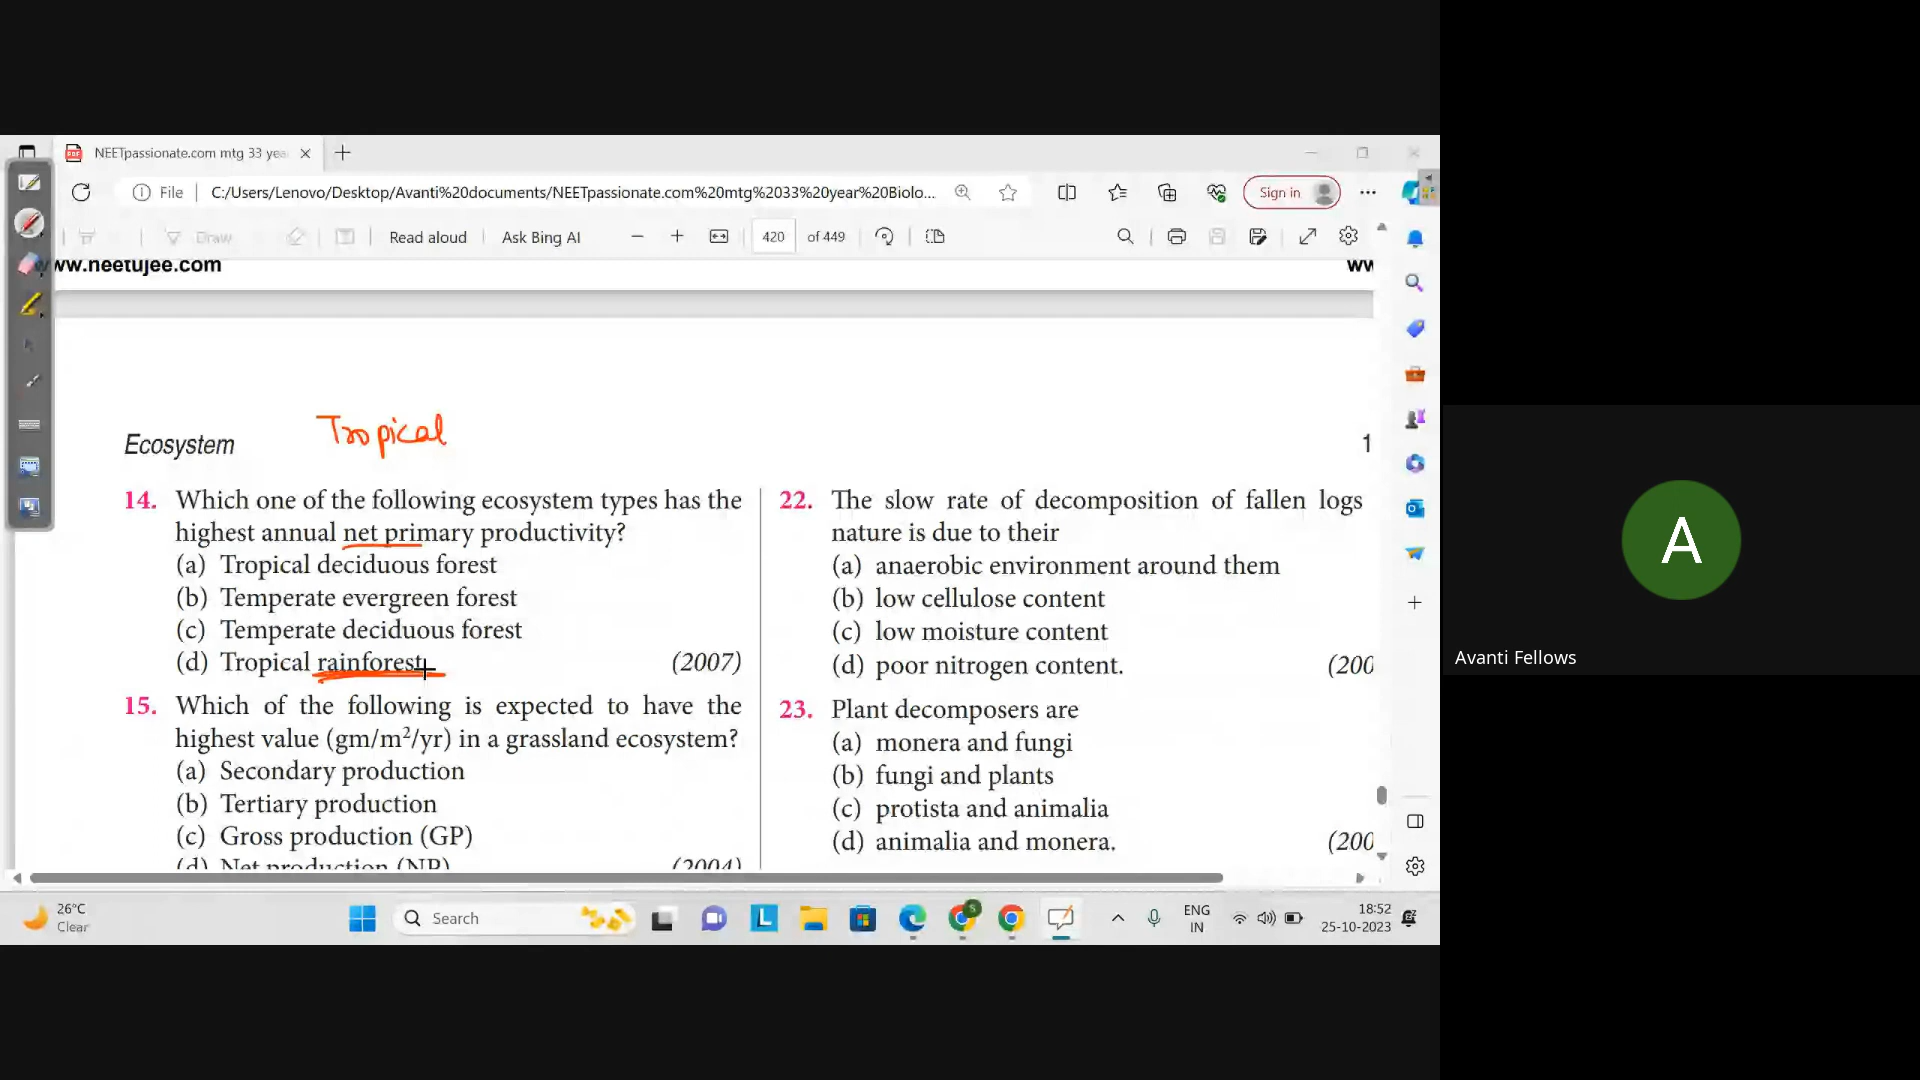 NEETpassionate.com mtg 33 yea
File
C:/Users/Lenovo/Desktop/Avanti%20documents/NEETpassionate.com%20mtg%2033%20year%20Biolo...
Sign in
Draw
Read aloud
Ask Bing AI
420
of 449
www.neetujee.com
ww
Ecosystem
Tropical
1
14. Which one of the following ecosystem types has the
highest annual net primary productivity?
(a) Tropical deciduous forest
(b) Temperate evergreen forest
(c) Temperate deciduous forest
(d) Tropical rainforest
(2007)
15. Which of the following is expected to have the
highest value (gm/m²/yr) in a grassland ecosystem?
(a) Secondary production
(b) Tertiary production
(c) Gross production (GP)
(d) Net production (NP)
(2004)
22. The slow rate of decomposition of fallen logs
nature is due to their
(a) anaerobic environment around them
(b) low cellulose content
(c) low moisture content
(d) poor nitrogen content.
(200
23. Plant decomposers are
(a) monera and fungi
(b) fungi and plants
(c) protista and animalia
(d) animalia and monera.
(200
A
Avanti Fellows
26°C
Clear
Search
L
S
ENG
IN
18:52
25-10-2023